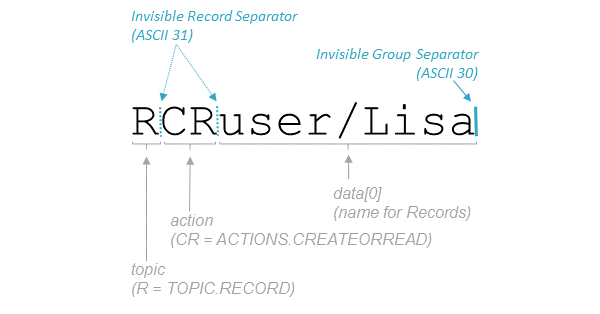 Invisible Record Separator
(ASCII 31)
Invisible Group Separator
(ASCII 30)
RCRuser/Lisa
data[0]
(name for Records)
action
(CR = ACTIONS.CREATEORREAD)
topic
(R = TOPIC.RECORD)